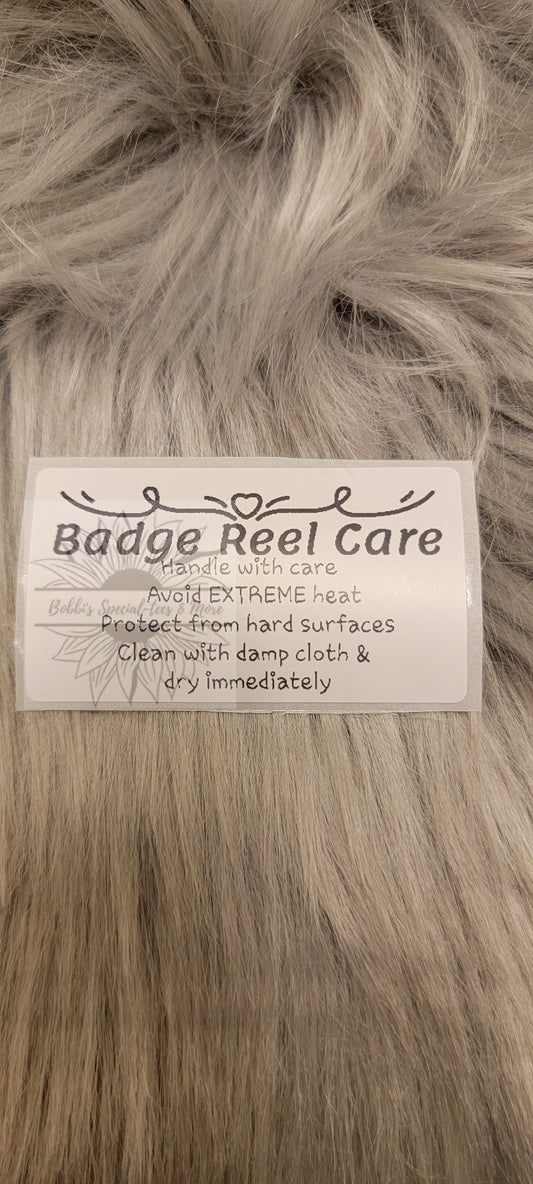 Badge Reel Care
Handle with care
Avoid EXTREME heat
Bobbi's Special-tees & More
Protect from hard surfaces
Clean with damp cloth &
dry immediately